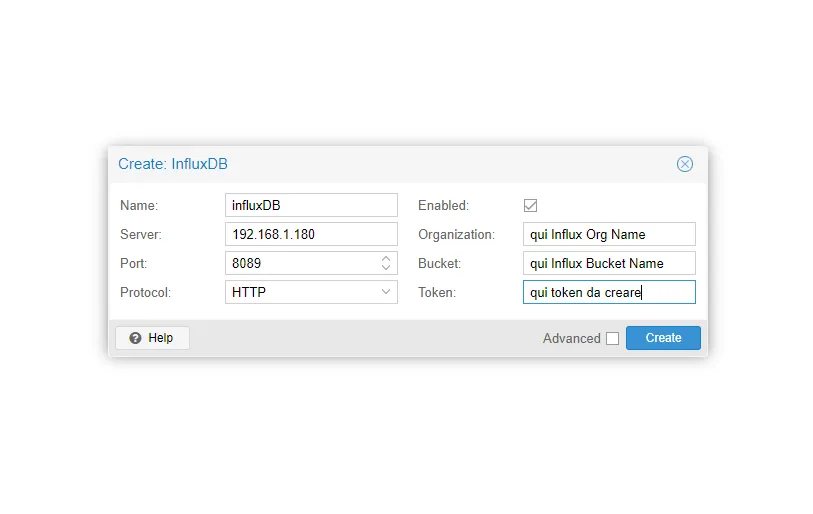 Create: InfluxDB
Name: influxDB Enabled:
Server: 192.168.1.180 Organization: qui Influx Org Name
Port: 8089 Bucket: qui Influx Bucket Name
Protocol: HTTP Token: qui token da creare
Help Advanced Create